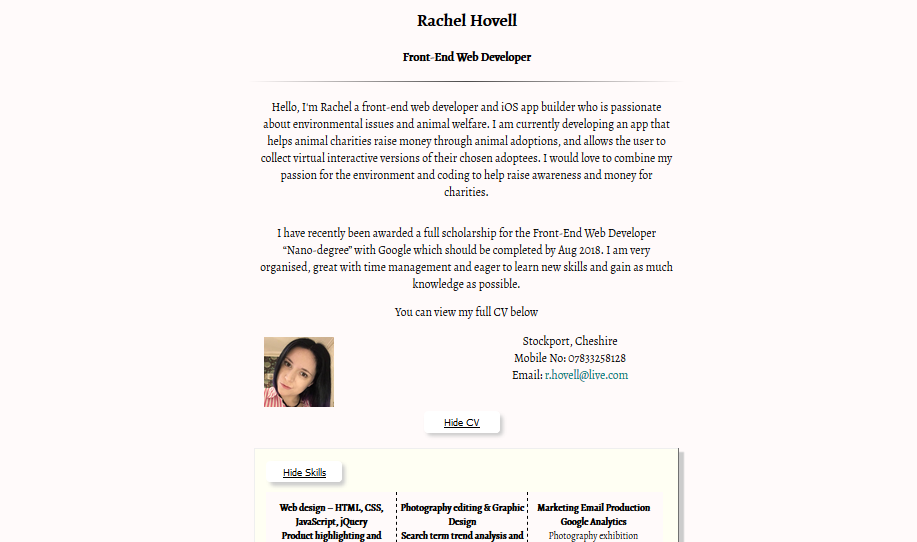 Rachel Hovell
Front-End Web Developer
Hello, I'm Rachel a front-end web developer and iOS app builder who is passionate
about environmental issues and animal welfare. I am currently developing an app that
helps animal charities raise money through animal adoptions, and allows the user to
collect virtual interactive versions of their chosen adoptees. I would love to combine my
passion for the environment and coding to help raise awareness and money for
charities.
I have recently been awarded a full scholarship for the Front-End Web Developer
“Nano-degree” with Google which should be completed by Aug 2018. I am very
organised, great with time management and eager to learn new skills and gain as much
knowledge as possible.
You can view my full CV below
Stockport, Cheshire
Mobile No: 07833258128
Email: r.hovell@live.com
Hide CV
Hide Skills
Web design – HTML, CSS,
JavaScript, jQuery
Product highlighting and
Photography editing & Graphic
Design
Search term trend analysis and
Marketing Email Production
Google Analytics
Photography exhibition